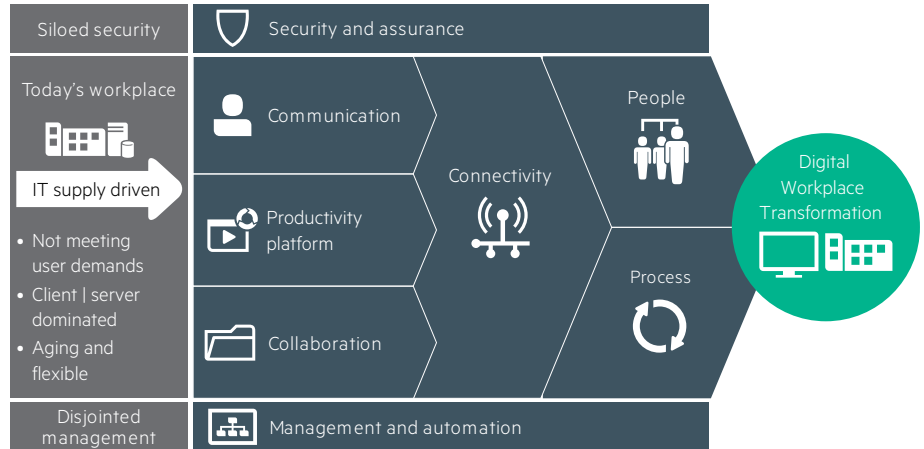 Siloed security
Security and assurance
Today's workplace
IT supply driven
• Not meeting
user demands
• Client | server
dominated
• Aging and
flexible
Communication
Productivity
platform
Collaboration
Connectivity
People
Process
Digital
Workplace
Transformation
Disjointed
management
Management and automation